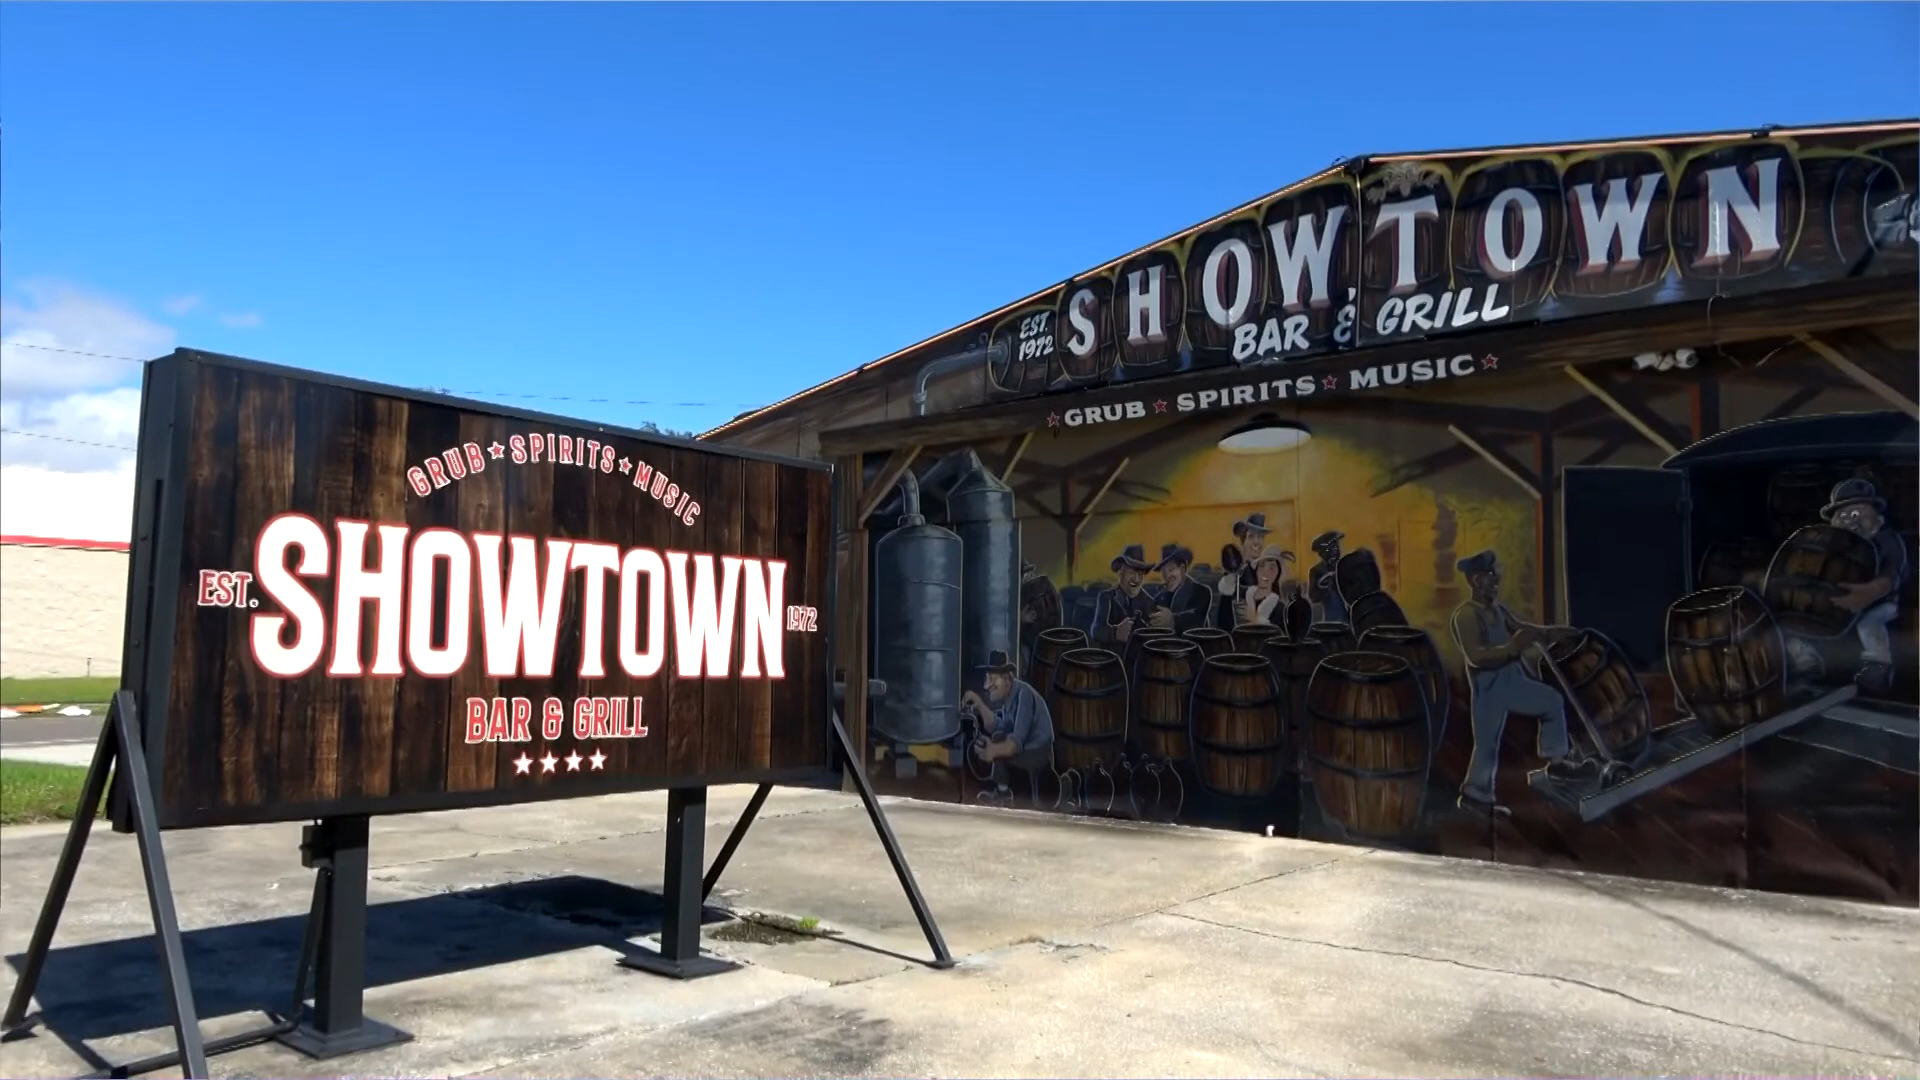 GRUB★SPIRITS★MUSIC
EST. SHOWTOWN 1972
BAR & GRILL
★★★★
EST. 1972
SHOWTOWN
BAR & GRILL
★ GRUB ★ SPIRITS ★ MUSIC ★